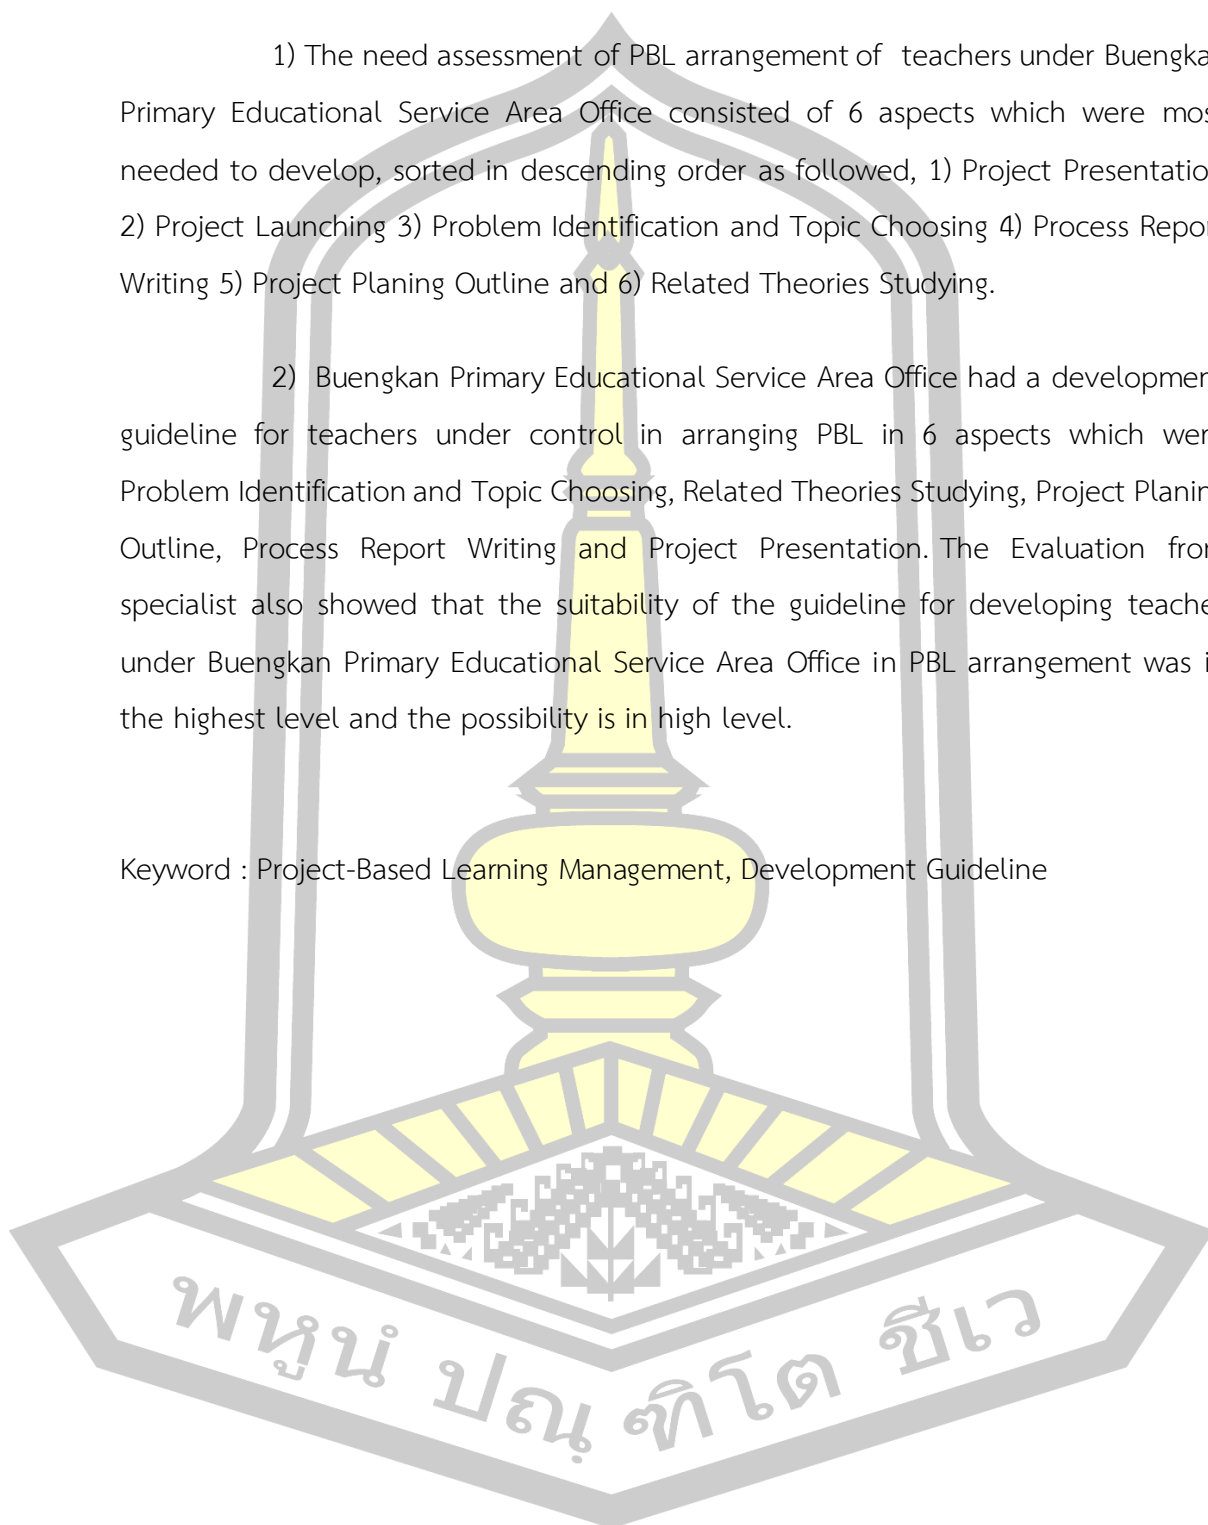 1) The need assessment of PBL arrangement of teachers under Buengka
Primary Educational Service Area Office consisted of 6 aspects which were mos
needed to develop, sorted in descending order as followed, 1) Project Presentatio
2) Project Launching 3) Problem Identification and Topic Choosing 4) Process Repor
Writing 5) Project Planing Outline and 6) Related Theories Studying.
2) Buengkan Primary Educational Service Area Office had a developmen
guideline for teachers under control in arranging PBL in 6 aspects which wer
Problem Identification and Topic Choosing, Related Theories Studying, Project Planin
Outline, Process Report Writing and Project Presentation. The Evaluation fro
specialist also showed that the suitability of the guideline for developing teache
under Buengkan Primary Educational Service Area Office in PBL arrangement was i
the highest level and the possibility is in high level.
Keyword : Project-Based Learning Management, Development Guideline
พหูนํ ปณฺฑิโต ชีเว